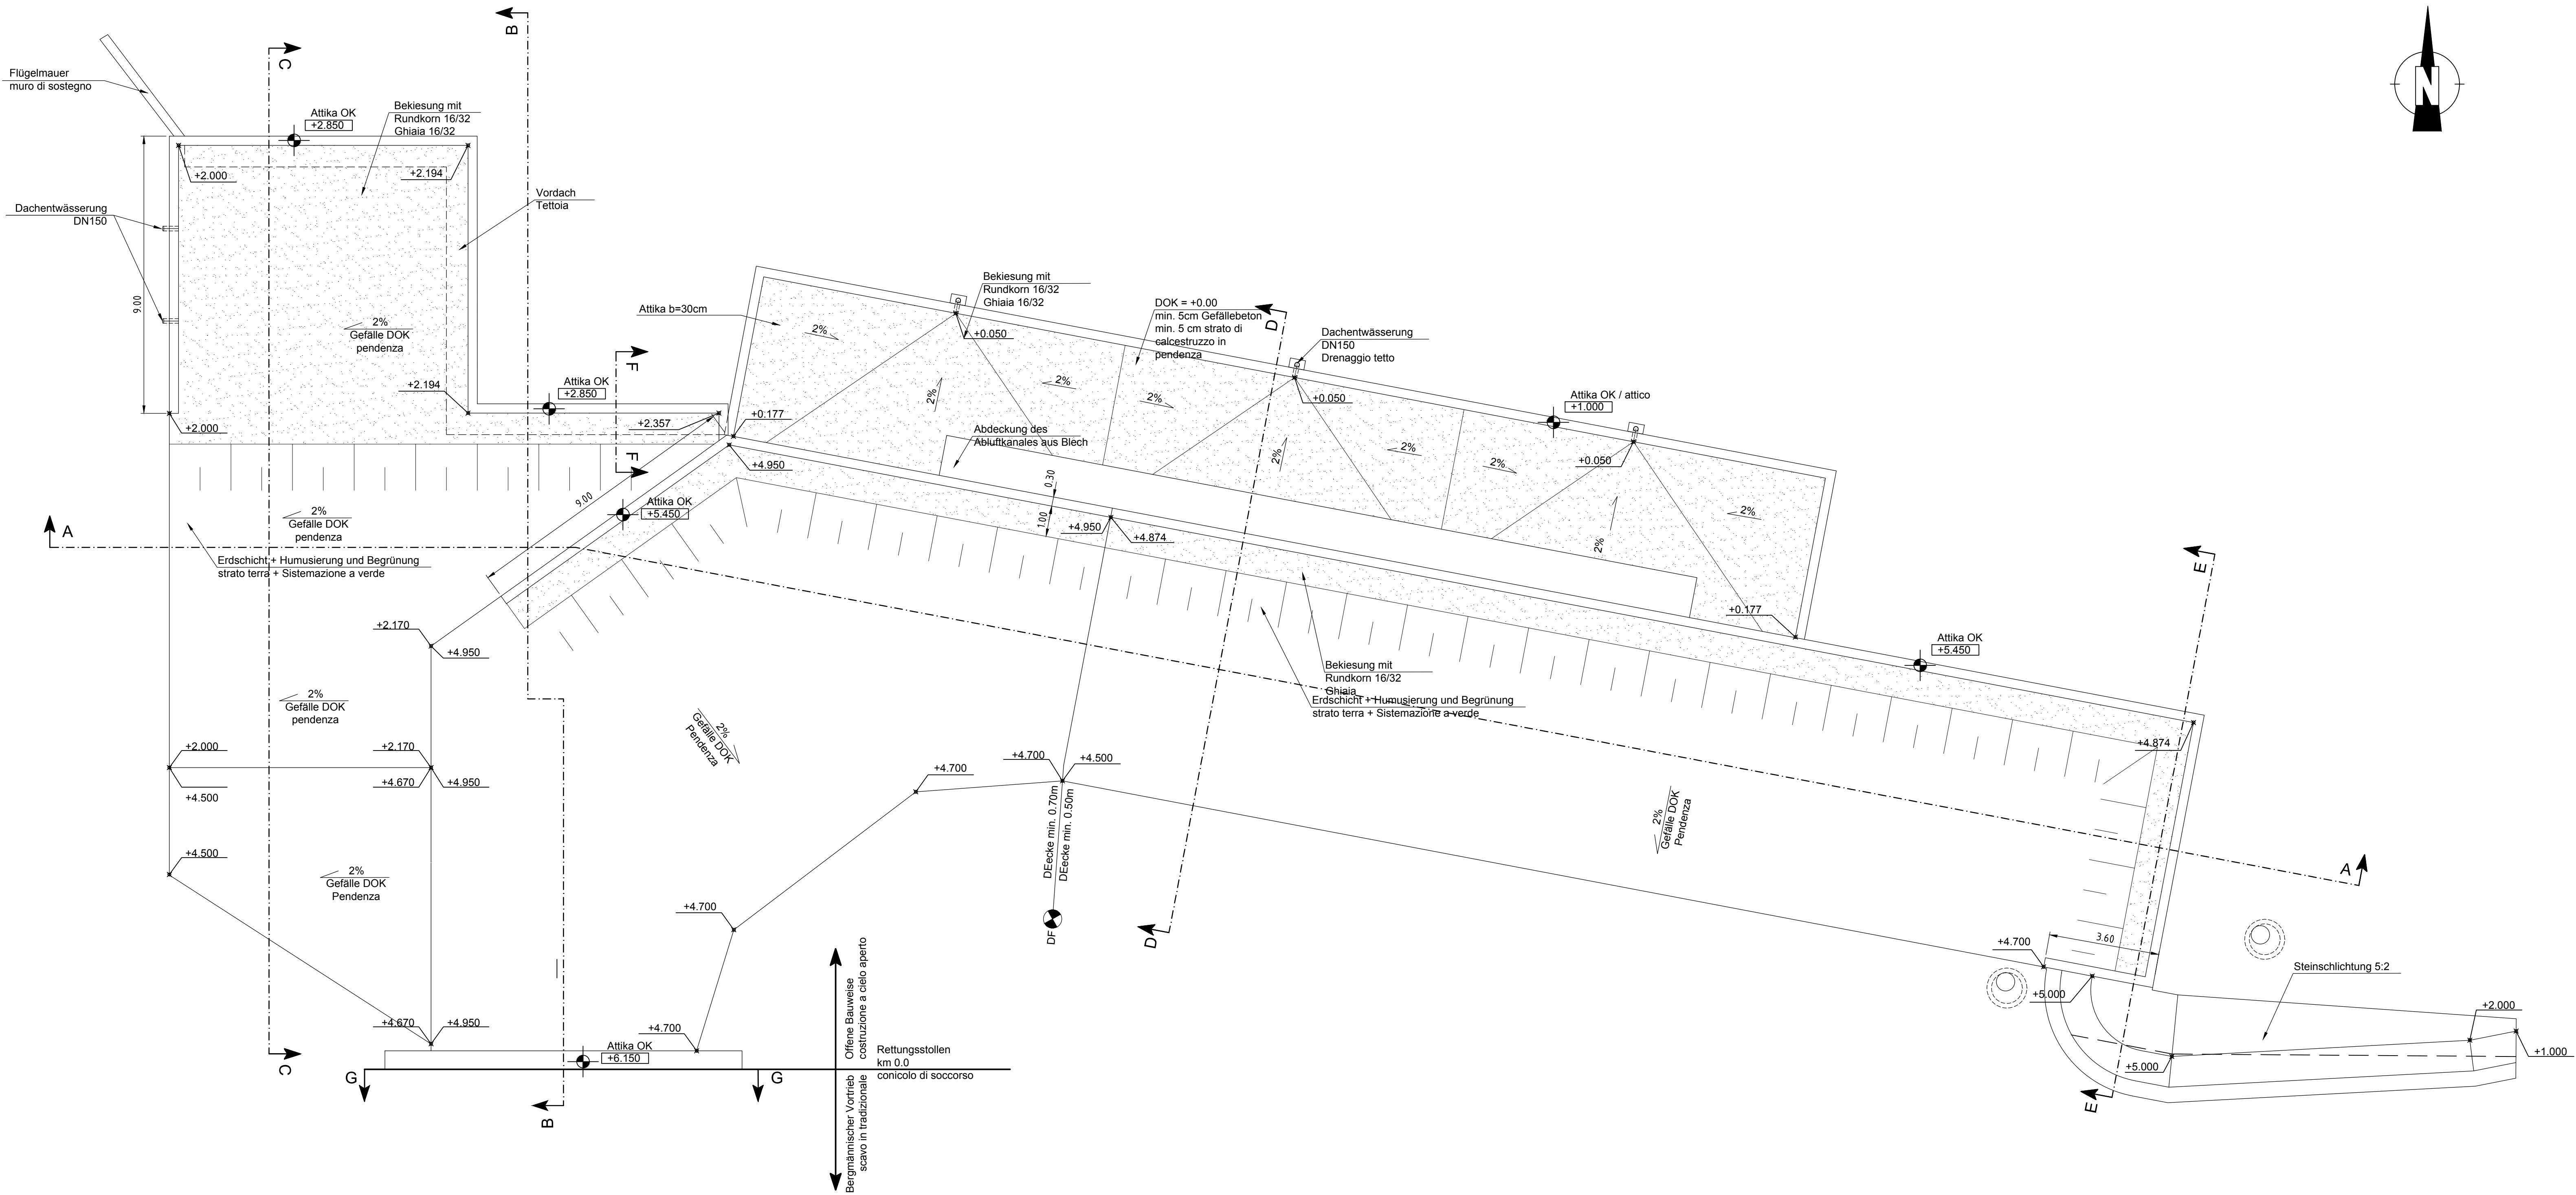 B
C
N
Flügelmauer
muro di sostegno
Attika OK
+2.850
Bekiesung mit
Rundkorn 16/32
Ghiaia 16/32
+2.000
+2.194
Vordach
Tettoia
Dachentwässerung
DN150
9.00
2%
Gefälle DOK
pendenza
+2.194
+2.000
Attika OK
+2.850
F
F
+2.357
+0.177
+4.950
Attika b=30cm
Bekiesung mit
Rundkorn 16/32
Ghiaia 16/32
2%
+0.050
DOK = +0.00
min. 5cm Gefällebeton
min. 5 cm strato di
calcestruzzo in
pendenza
D
Dachentwässerung
DN150
Drenaggio tetto
2%
2%
2%
+0.050
Attika OK / attico
+1.000
Abdeckung des
Abluftkanales aus Blech
2%
2%
2%
+0.050
2%
2%
9.00
Attika OK
+5.450
0.30
1.00
+4.950
+4.874
A
2%
Gefälle DOK
pendenza
Erdschicht + Humusierung und Begrünung
strato terra + Sistemazione a verde
E
+0.177
Attika OK
+5.450
+2.170
+4.950
Bekiesung mit
Rundkorn 16/32
Ghiaia
Erdschicht + Humusierung und Begrünung
strato terra + Sistemazione a verde
2%
Gefälle DOK
pendenza
2%
Gefälle DOK
Pendenza
+4.874
+2.000
+2.170
+4.670
+4.950
+4.500
+4.700
+4.700
+4.500
DEecke min. 0.70m
DEecke min. 0.50m
2%
Gefälle DOK
Pendenza
+4.500
2%
Gefälle DOK
Pendenza
A
+4.700
DF
D
+4.700
3.60
Steinschlichtung 5:2
+5.000
+2.000
+1.000
+5.000
E
+4.670
+4.950
+4.700
Attika OK
+6.150
Offene Bauweise
costruzione a cielo aperto
Rettungsstollen
km 0.0
conicolo di soccorso
Bergmännischer Vortrieb
scavo in tradizionale
C
G
G
B